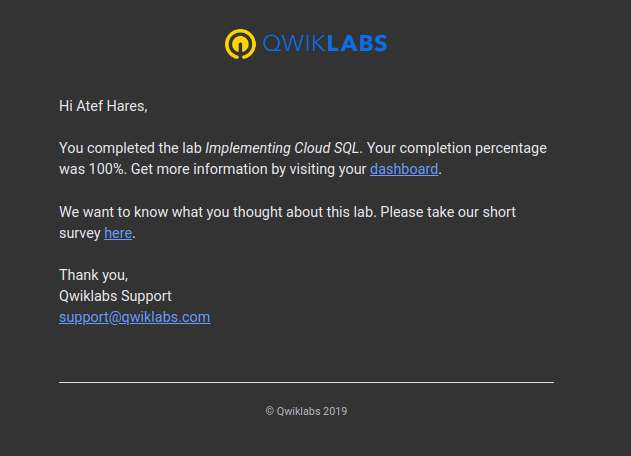 QWIKLABS
Hi Atef Hares,
You completed the lab Implementing Cloud SQL. Your completion percentage
was 100%. Get more information by visiting your dashboard.
We want to know what you thought about this lab. Please take our short
survey here.
Thank you,
Qwiklabs Support
support@qwiklabs.com
© Qwiklabs 2019